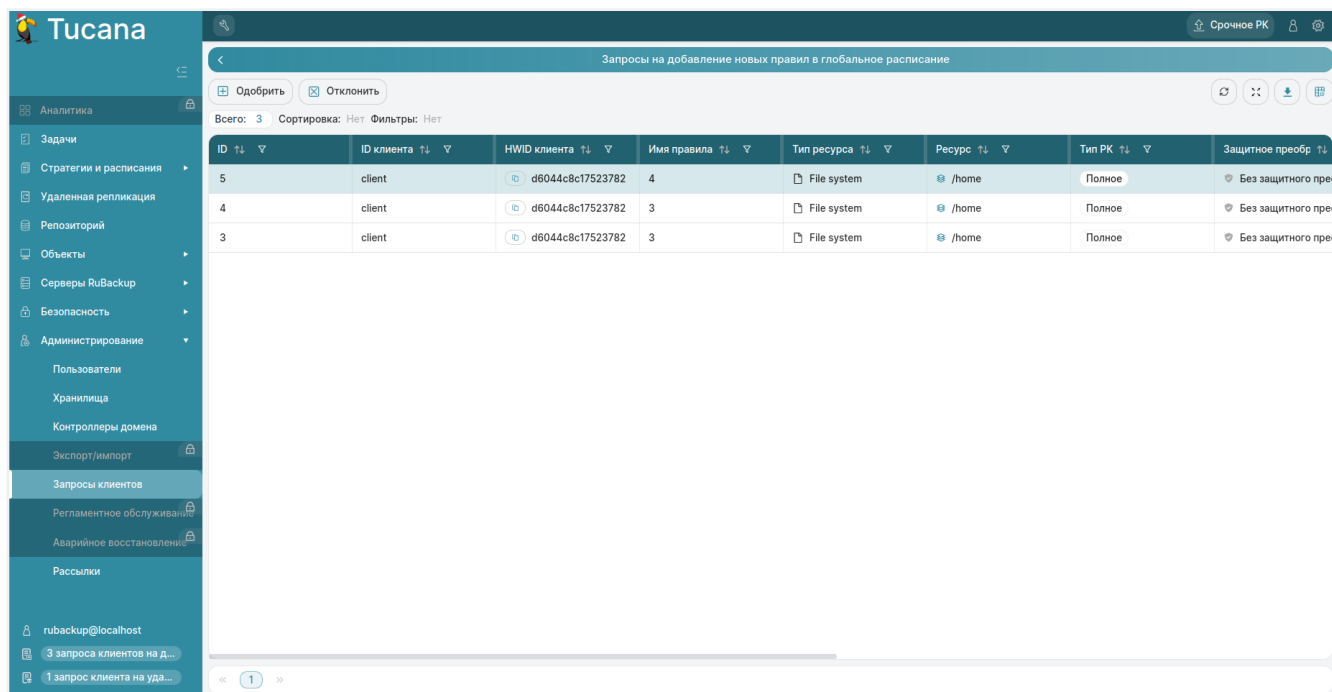 Tucana
Срочное РК
Запросы на добавление новых правил в глобальное расписание
Одобрить Отклонить
Всего: 3 Сортировка: Нет Фильтры: Нет
ID ID клиента HWID клиента Имя правила Тип ресурса Ресурс Тип РК Защитное преобр
5 client d6044c8c17523782 4 File system /home Полное Без защитного прео
4 client d6044c8c17523782 3 File system /home Полное Без защитного прео
3 client d6044c8c17523782 3 File system /home Полное Без защитного прео
Аналитика
Задачи
Стратегии и расписания
Удаленная репликация
Репозиторий
Объекты
Серверы RuBackup
Безопасность
Администрирование
Пользователи
Хранилища
Контроллеры домена
Экспорт/импорт
Запросы клиентов
Регламентное обслуживание
Аварийное восстановление
Рассылки
rubackup@localhost
3 запроса клиентов на д...
1 запрос клиента на уда...
« 1 »